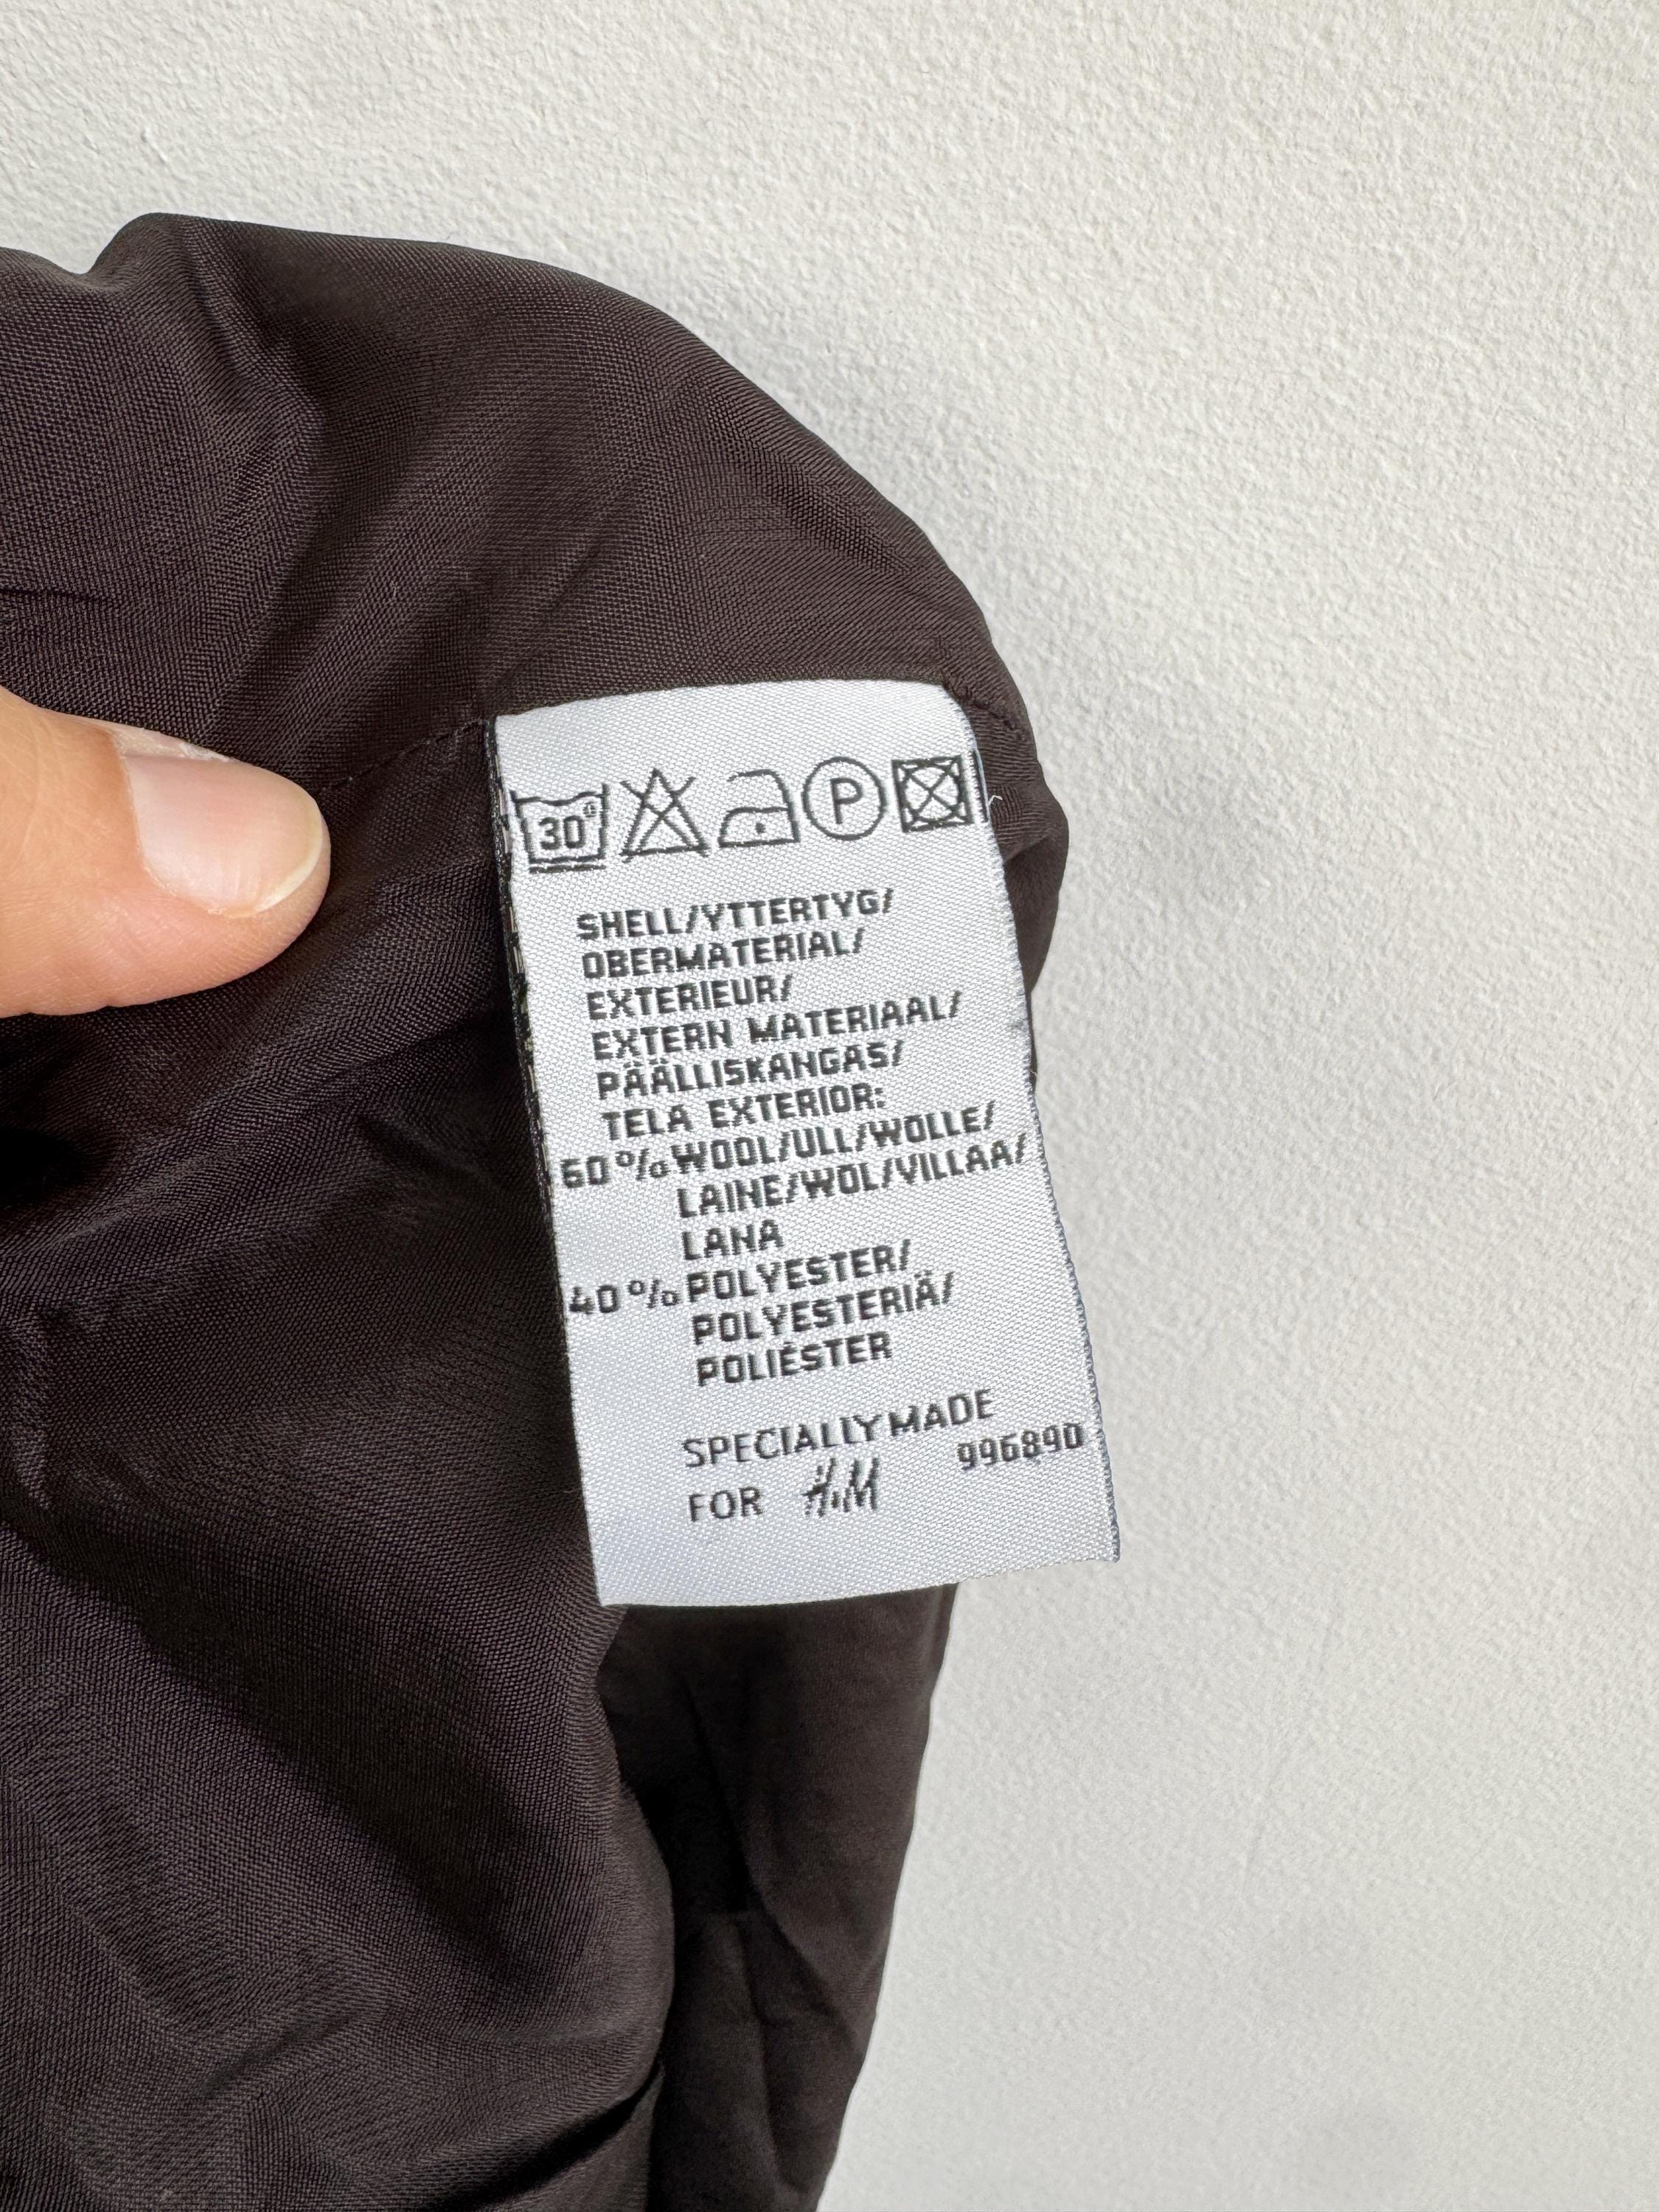 30°
P
SHELL/YTTERTYG/
OBERMATERIAL/
EXTERIEUR/
EXTERN MATERIAAL/
PÄÄLLISKANGAS/
TELA EXTERIOR:
60% WOOL/ULL/WOLLE/
LAINE/WOL/VILLAA/
LANA
40% POLYESTER/
POLYESTERIÄ/
POLIÉSTER
SPECIALLY MADE
FOR H&M 996890